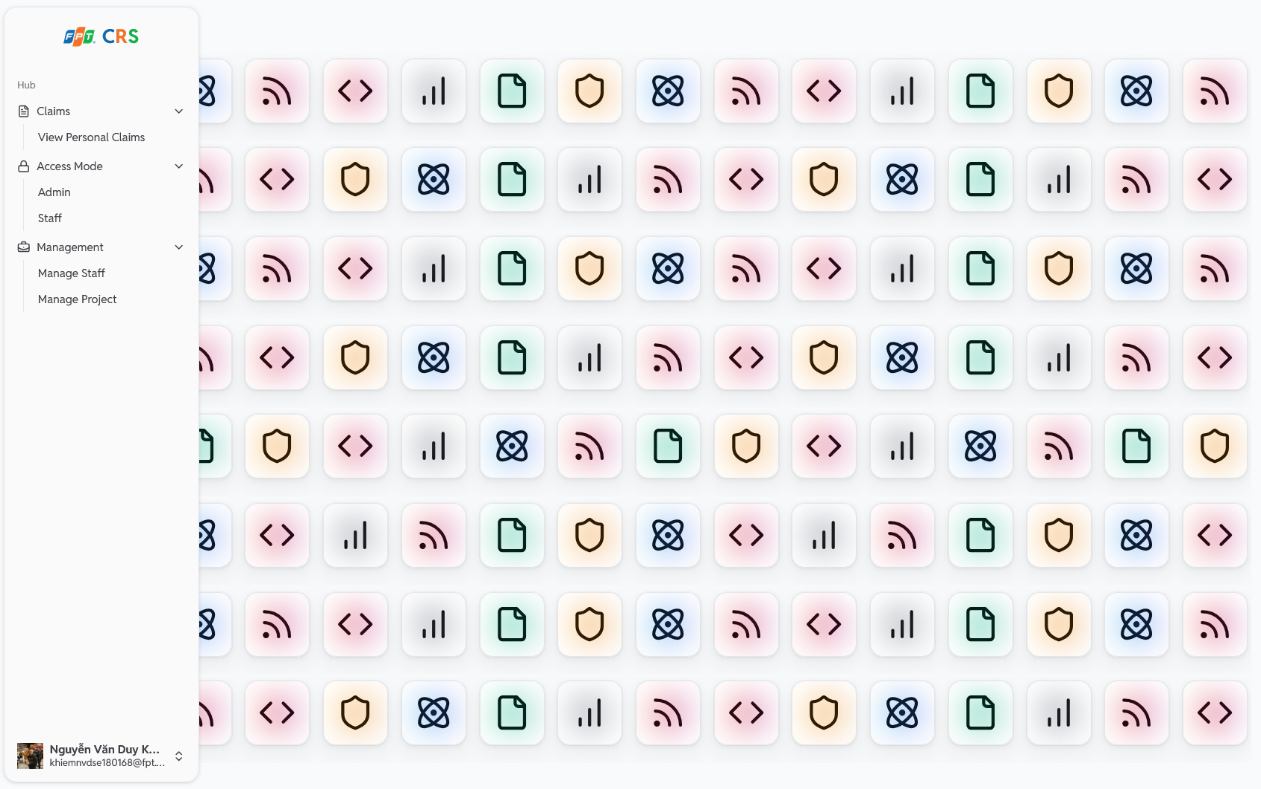 FPT CRS
Hub
Claims
View Personal Claims
Access Mode
Admin
Staff
Management
Manage Staff
Manage Project
Nguyễn Văn Duy K...
khiemnvdse180168@fpt....